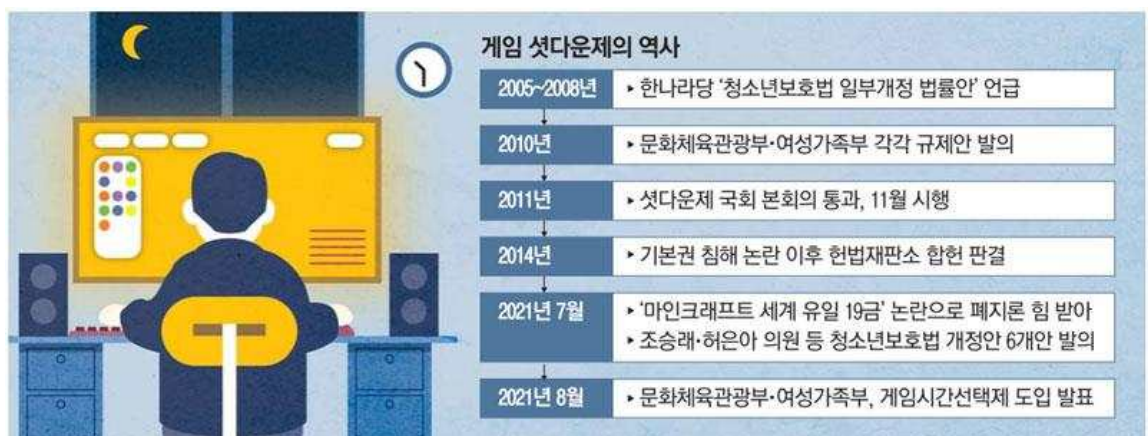 게임 셧다운제의 역사
2005~2008년 ▸ 한나라당 ‘청소년보호법 일부개정 법률안’ 언급
2010년 ▸ 문화체육관광부·여성가족부 각각 규제안 발의
2011년 ▸ 셧다운제 국회 본회의 통과, 11월 시행
2014년 ▸ 기본권 침해 논란 이후 헌법재판소 합헌 판결
2021년 7월 ▸ ‘마인크래프트 세계 유일 19금’ 논란으로 폐지론 힘 받아
▸ 조승래·허은아 의원 등 청소년보호법 개정안 6개안 발의
2021년 8월 ▸ 문화체육관광부·여성가족부, 게임시간선택제 도입 발표